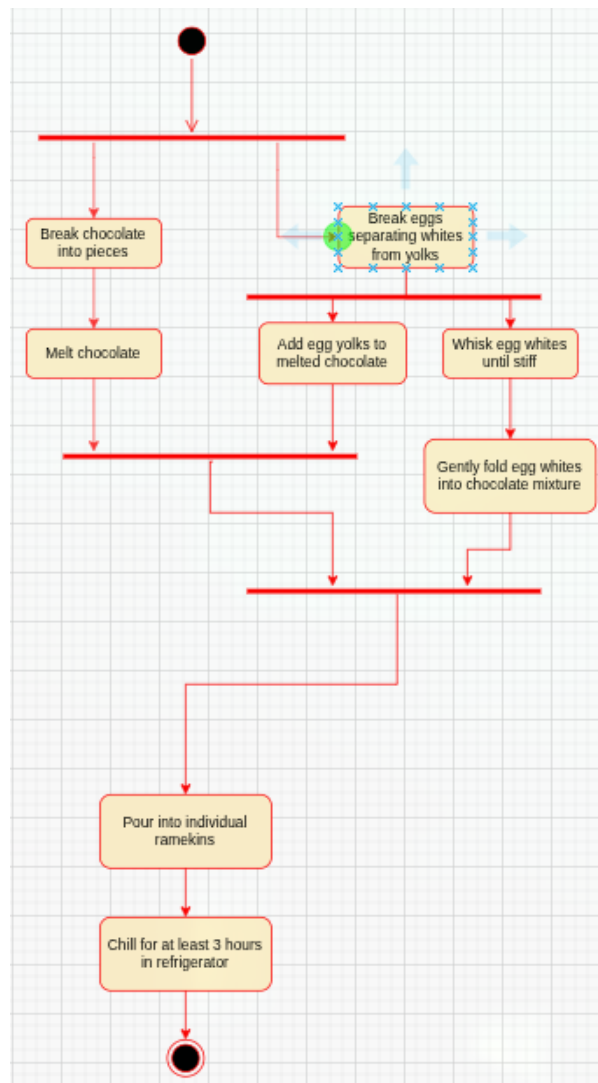 Break eggs
separating whites
from yolks
Break chocolate
into pieces
Melt chocolate
Add egg yolks to
melted chocolate
Whisk egg whites
until stiff
Gently fold egg whites
into chocolate mixture
Pour into individual
ramekins
Chill for at least 3 hours
in refrigerator